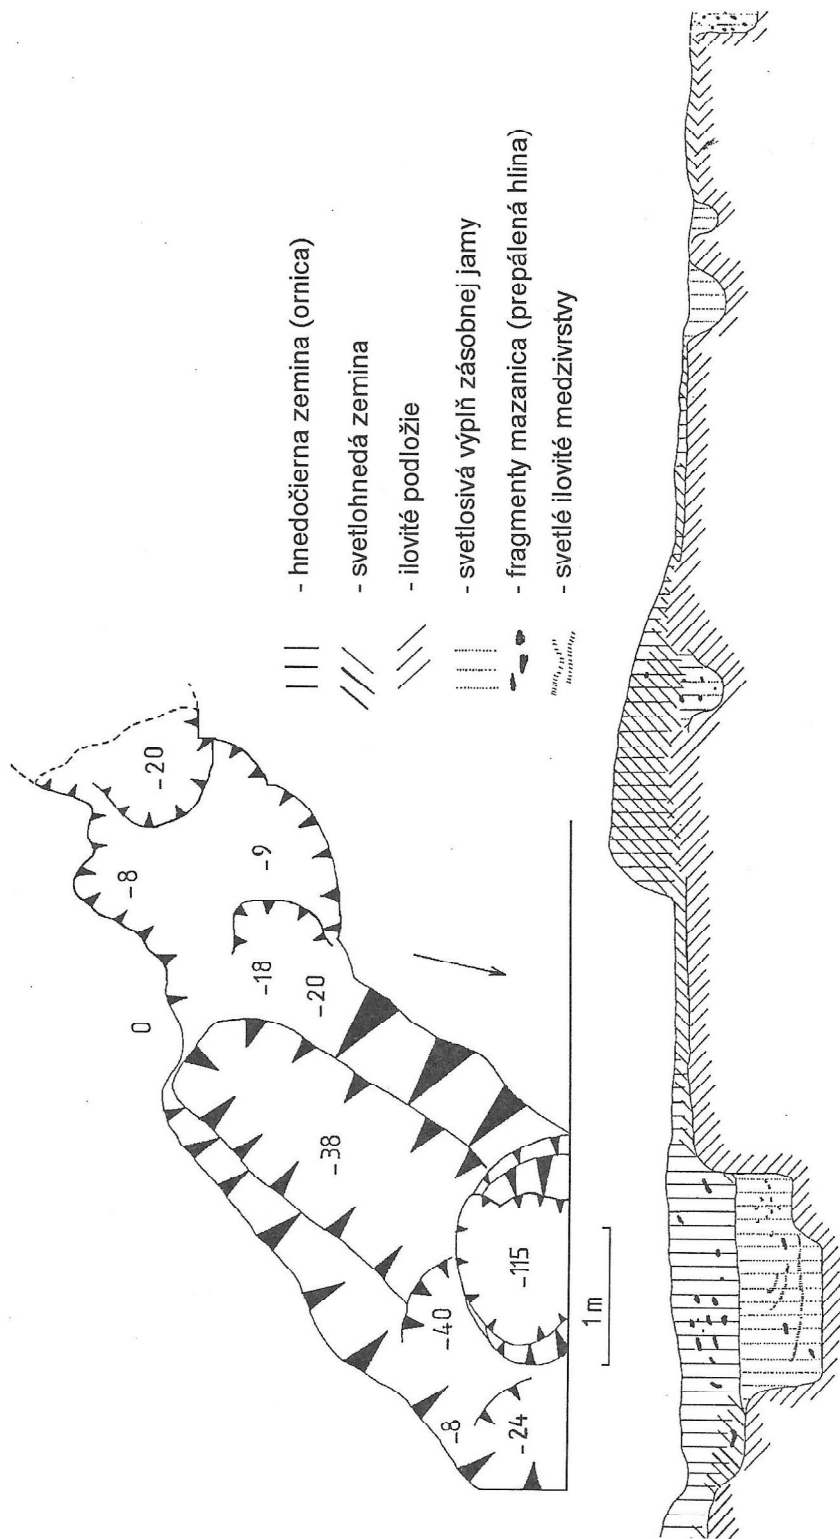 - hnedočierna zemina (ornica)
- svetlohnedá zemina
- ilovité podložie
- svetlosivá výplň zásobnej jamy
- fragmenty mazanica (prepálená hlina)
- svetlé ilovité medzivrstvy
-20
-8
-9
0
-18
-20
-38
-115
-40
-8
-24
1m